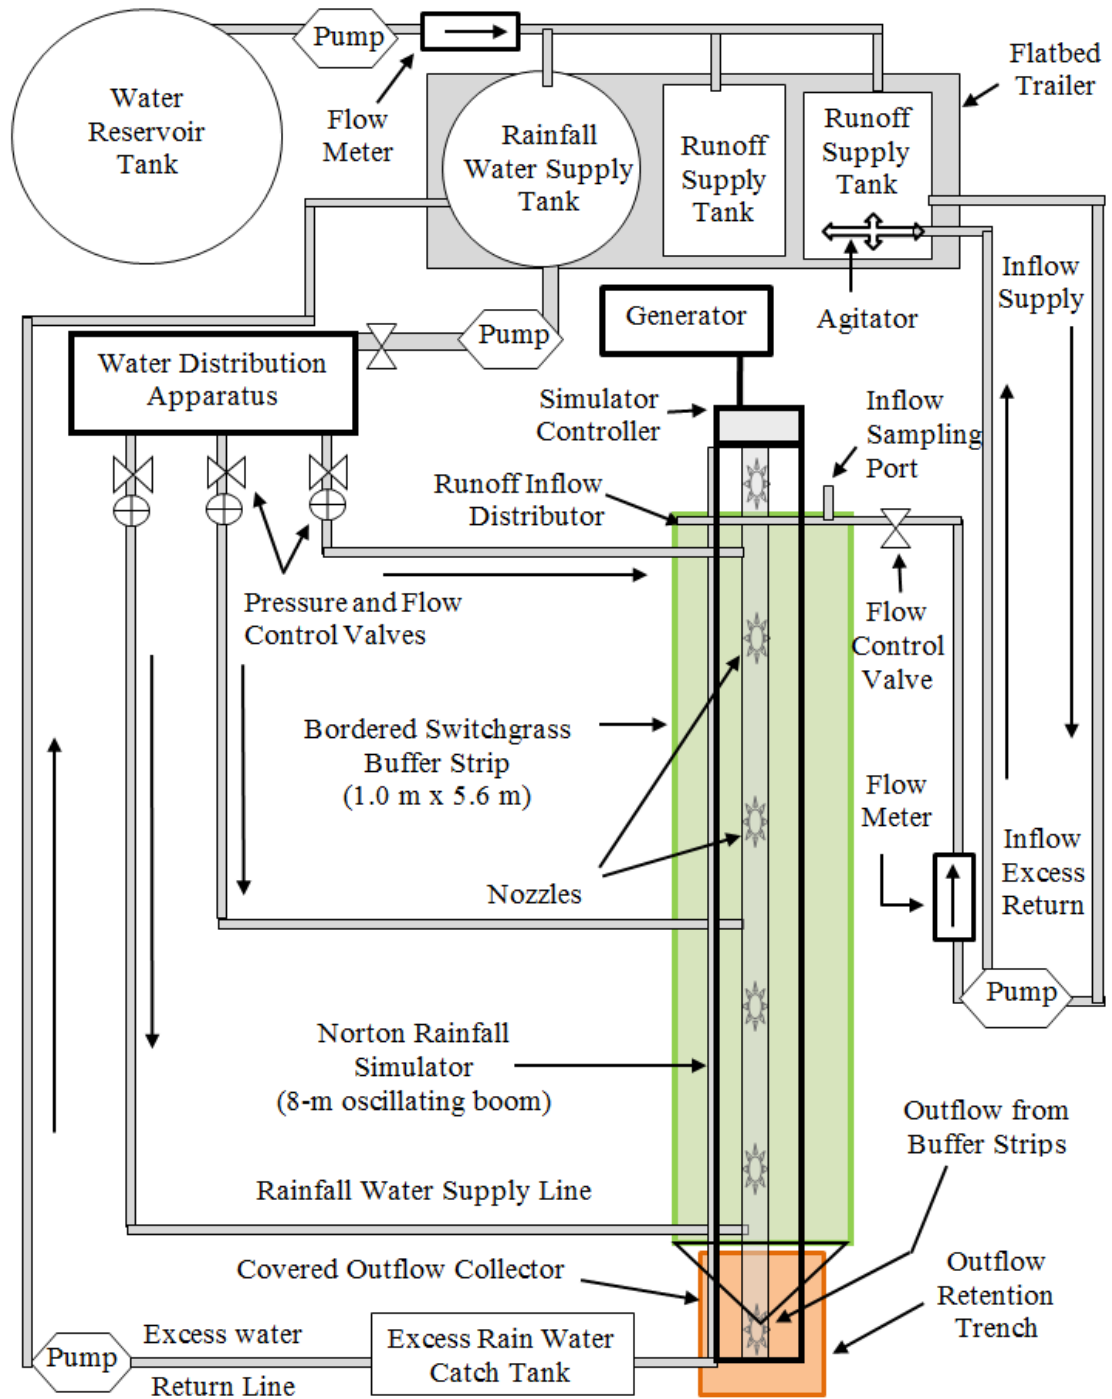 Pump
Water
Reservoir
Tank
Flow
Meter
Flatbed
Trailer
Rainfall
Water Supply
Tank
Runoff
Supply
Tank
Runoff
Supply
Tank
Agitator
Inflow
Supply
Generator
Pump
Water Distribution
Apparatus
Simulator
Controller
Inflow
Sampling
Port
Runoff Inflow
Distributor
Pressure and Flow
Control Valves
Flow
Control
Valve
Bordered Switchgrass
Buffer Strip
(1.0 m x 5.6 m)
Flow
Meter
Inflow
Excess
Return
Nozzles
Pump
Norton Rainfall
Simulator
(8-m oscillating boom)
Outflow from
Buffer Strips
Rainfall Water Supply Line
Covered Outflow Collector
Outflow
Retention
Trench
Excess water
Return Line
Pump
Excess Rain Water
Catch Tank